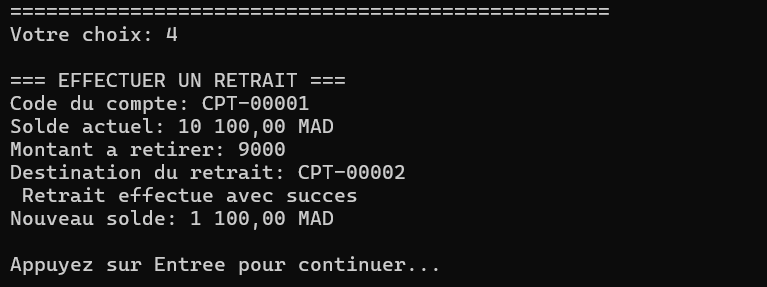 ==================================================
Votre choix: 4
=== EFFECTUER UN RETRAIT ===
Code du compte: CPT-00001
Solde actuel: 10 100,00 MAD
Montant a retirer: 9000
Destination du retrait: CPT-00002
Retrait effectue avec succes
Nouveau solde: 1 100,00 MAD
Appuyez sur Entree pour continuer...